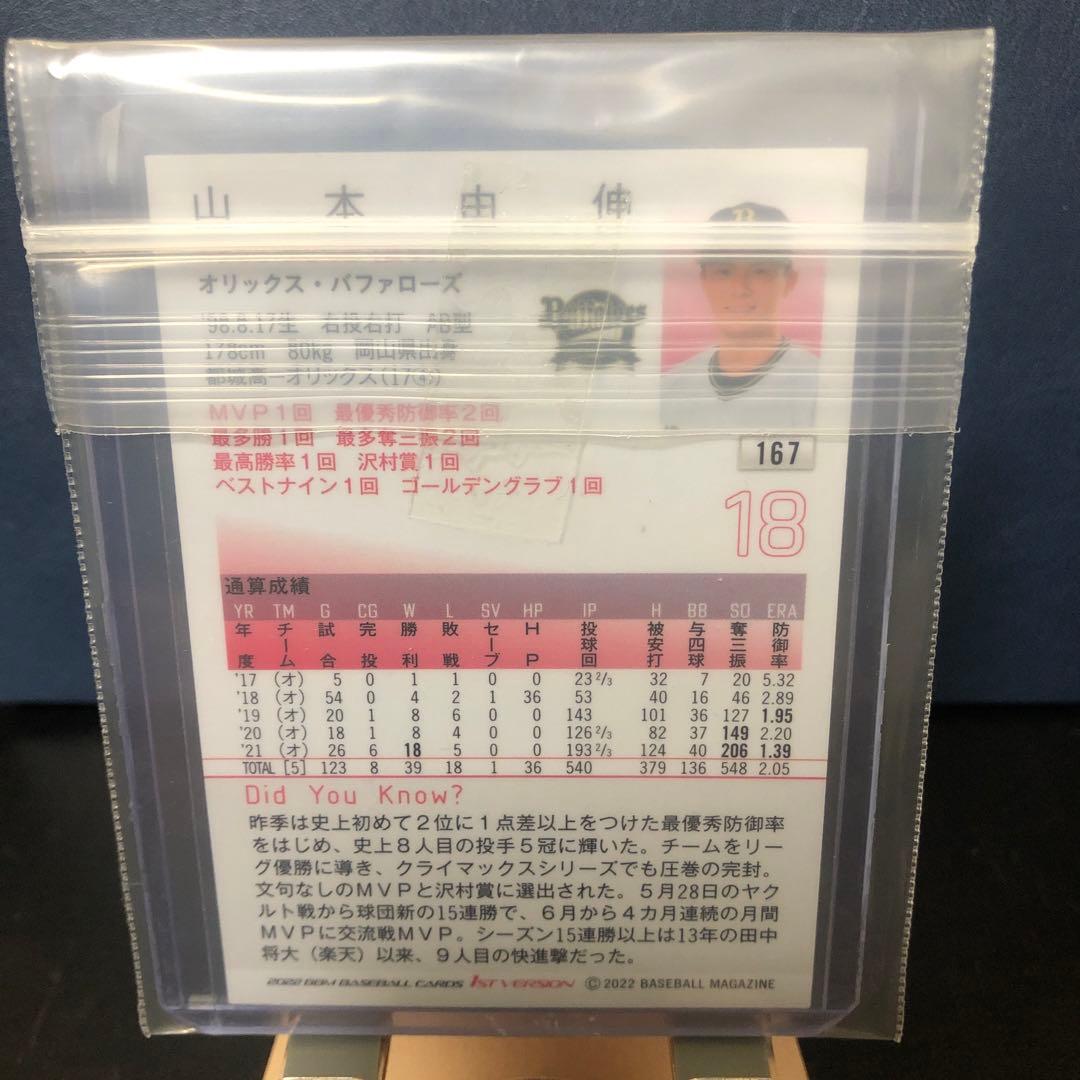 山本由伸
オリックス・バファローズ
'98.8.17生 右投右打 AB型
178cm 80kg 岡山県出身
都城高ーオリックス(17④)
Buffaloes
B
MVP1回 最優秀防御率2回
最多勝1回 最多奪三振2回
最高勝率1回 沢村賞1回
ベストナイン1回 ゴールデングラブ1回
167
18
通算成績
YR TM G CG W L SV HP IP H BB SO ERA
年度 チーム 試合 完投 勝利 敗戦 セーブ HP 投球回 被安打 与四球 奪三振 防御率
'17 (オ) 5 0 1 1 0 0 23 2/3 32 7 20 5.32
'18 (オ) 54 0 4 2 1 36 53 40 16 46 2.89
'19 (オ) 20 1 8 6 0 0 143 101 36 127 1.95
'20 (オ) 18 1 8 4 0 0 126 2/3 82 37 149 2.20
'21 (オ) 26 6 18 5 0 0 193 2/3 124 40 206 1.39
TOTAL [5] 123 8 39 18 1 36 540 379 136 548 2.05
Did You Know?
昨季は史上初めて2位に1点差以上をつけた最優秀防御率
をはじめ、史上8人目の投手5冠に輝いた。チームをリー
グ優勝に導き、クライマックスシリーズでも圧巻の完封。
文句なしのMVPと沢村賞に選出された。5月28日のヤク
ルト戦から球団新の15連勝で、6月から4カ月連続の月間
MVPに交流戦MVP。シーズン15連勝以上は13年の田中
将大（楽天）以来、9人目の快進撃だった。
2022 BBM BASEBALL CARDS 1ST VERSION ©2022 BASEBALL MAGAZINE